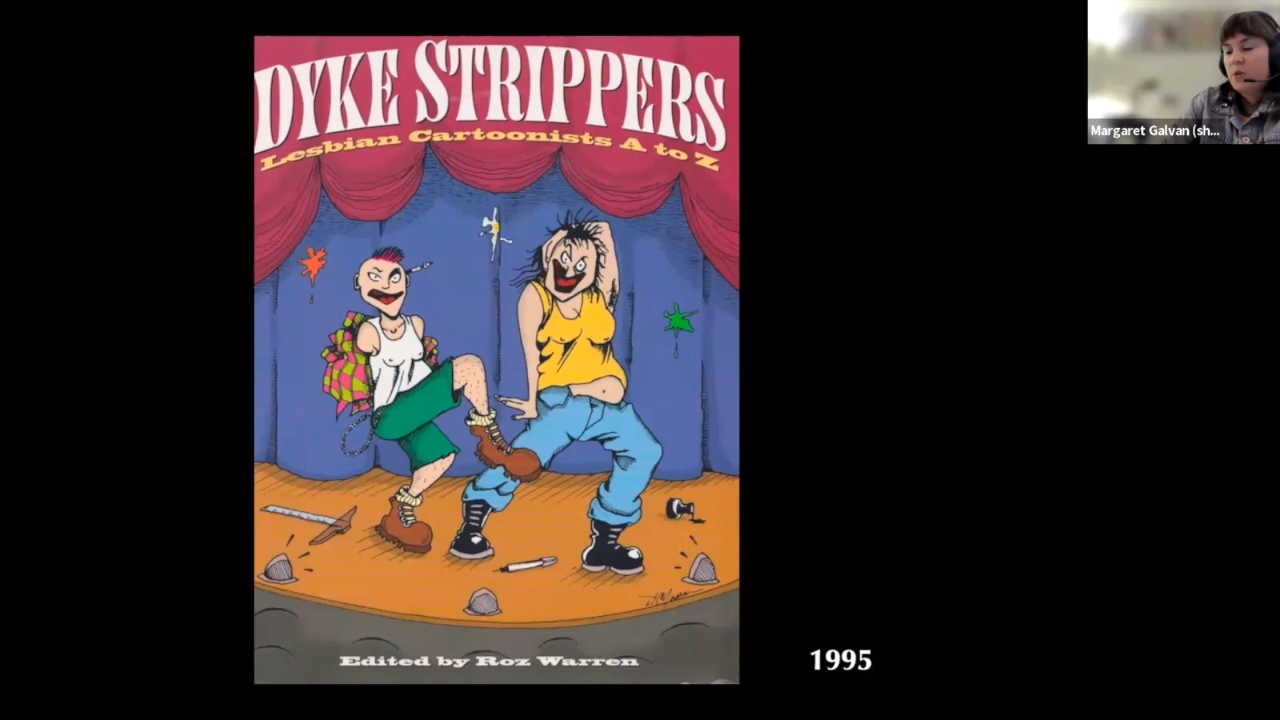 DYKE STRIPPERS
Lesbian Cartoonists A to Z
Edited by Roz Warren
1995
Margaret Galvan (sh...